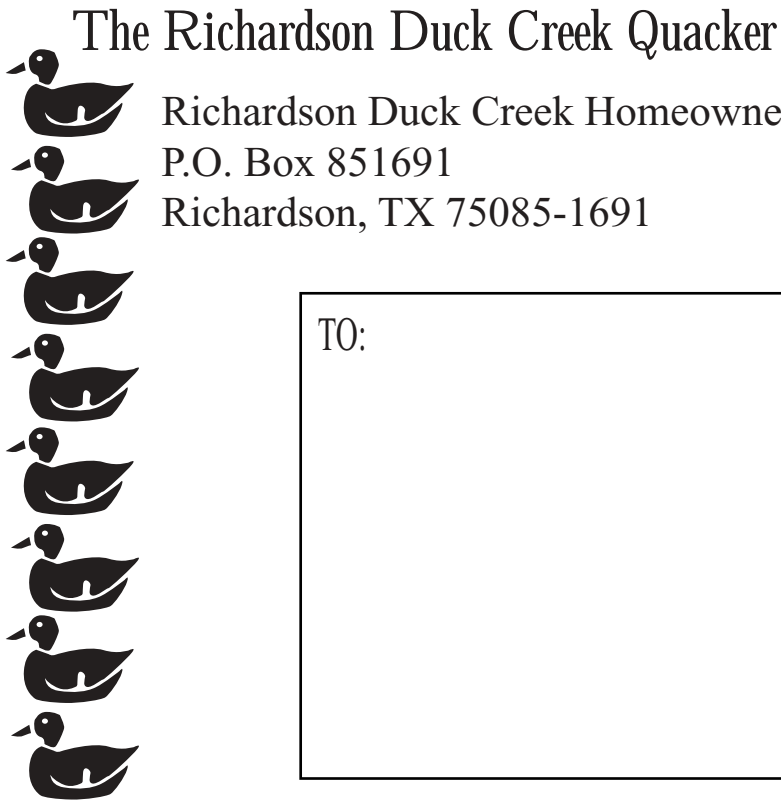 The Richardson Duck Creek Quacker
Richardson Duck Creek Homeowne
P.O. Box 851691
Richardson, TX 75085-1691
TO: